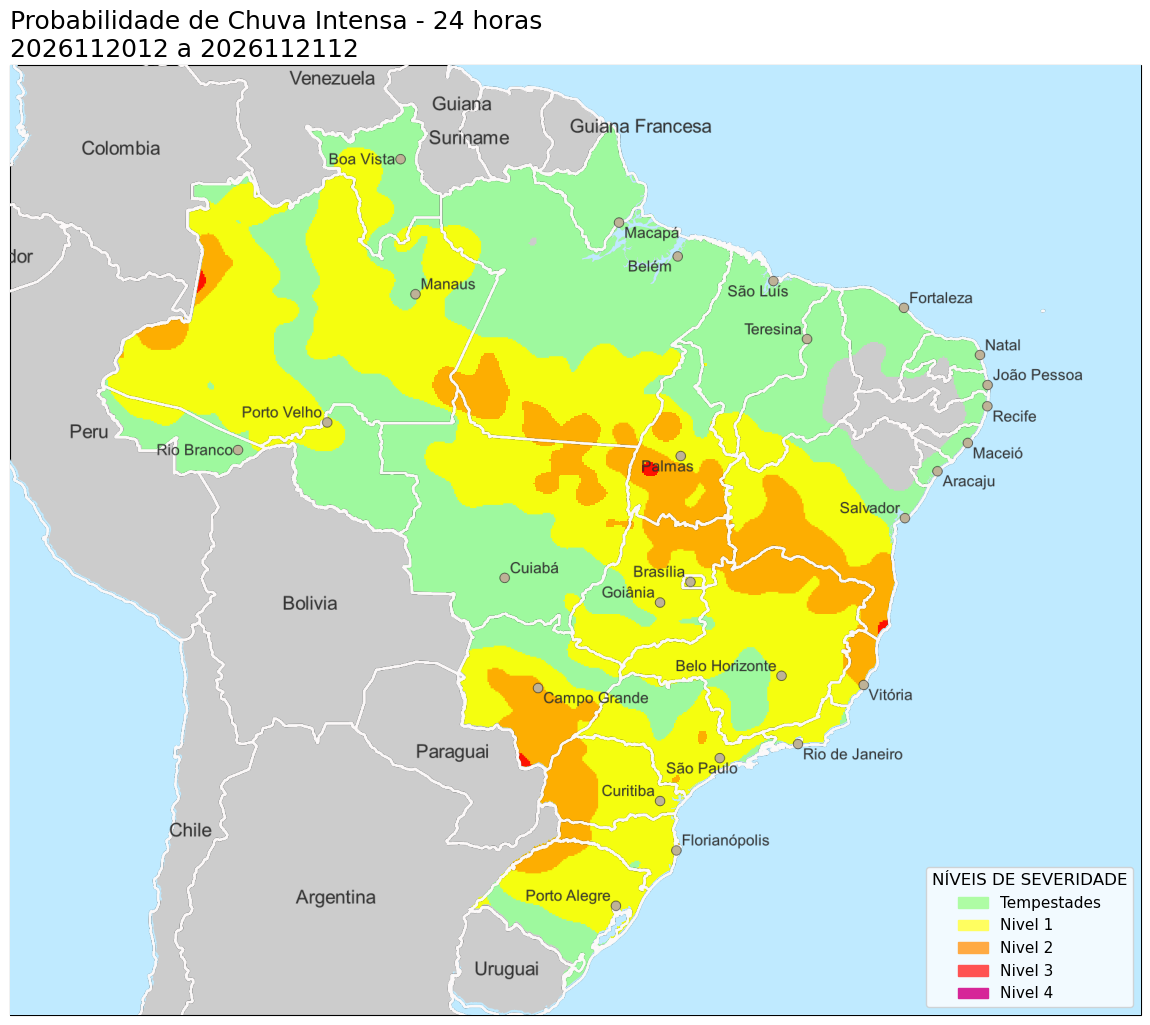 Probabilidade de Chuva Intensa - 24 horas
2026112012 a 2026112112
Venezuela
Guiana
Colombia
Suriname
Guiana Francesa
Boa Vista
Macapá
dor
Belém
Manaus
São Luís
Fortaleza
Teresina
Natal
João Pessoa
Porto Velho
Recife
Peru
Rio Branco
Maceió
Palmas
Aracaju
Salvador
Cuiabá
Brasília
Goiânia
Bolivia
Belo Horizonte
Campo Grande
Vitória
Paraguai
Rio de Janeiro
São Paulo
Curitiba
Chile
Florianópolis
Argentina
Porto Alegre
Uruguai
NÍVEIS DE SEVERIDADE
Tempestades
Nivel 1
Nivel 2
Nivel 3
Nivel 4